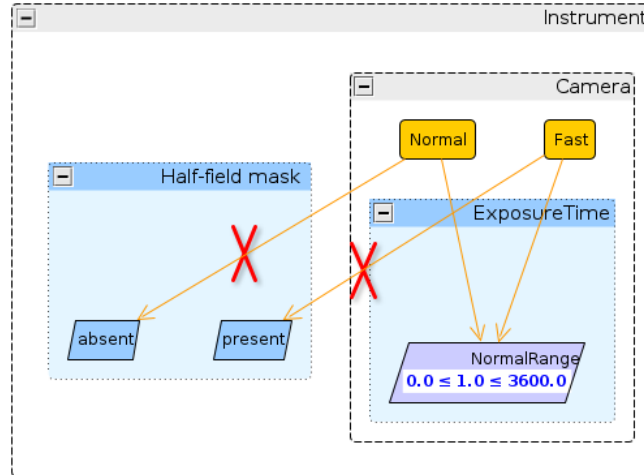 Instrument
Camera
Normal
Fast
Half-field mask
ExposureTime
absent
present
NormalRange
0.0 ≤ 1.0 ≤ 3600.0